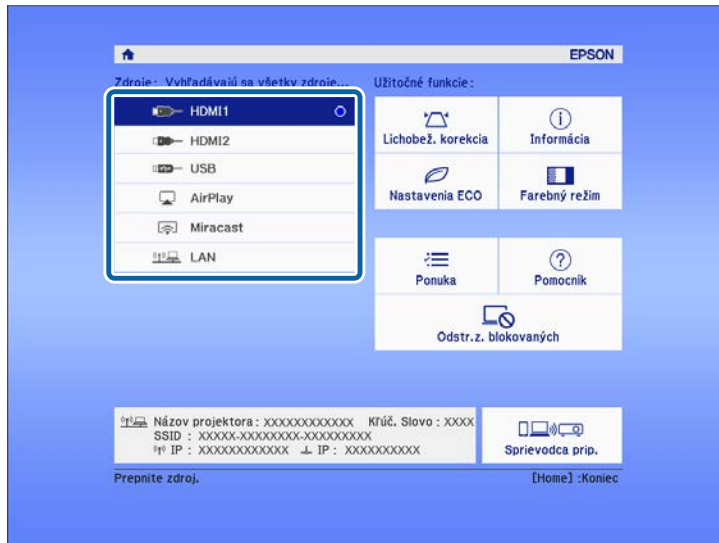 EPSON
Zdroje : Vyhľadávajú sa všetky zdroje...
HDMI1
HDMI2
USB
AirPlay
Miracast
LAN
Užitočné funkcie :
Lichobež. korekcia
Informácia
Nastavenia ECO
Farebný režim
Ponuka
Pomocník
Odstr.z. blokovaných
Názov projektora : XXXXXXXXXXXX Kľúč. Slovo : XXXX
SSID : XXXXX-XXXXXXXX-XXXXXXXXX
IP : XXXXXXXXXXXX IP : XXXXXXXXXX
Sprievodca prip.
Prepnite zdroj.
[Home] :Koniec